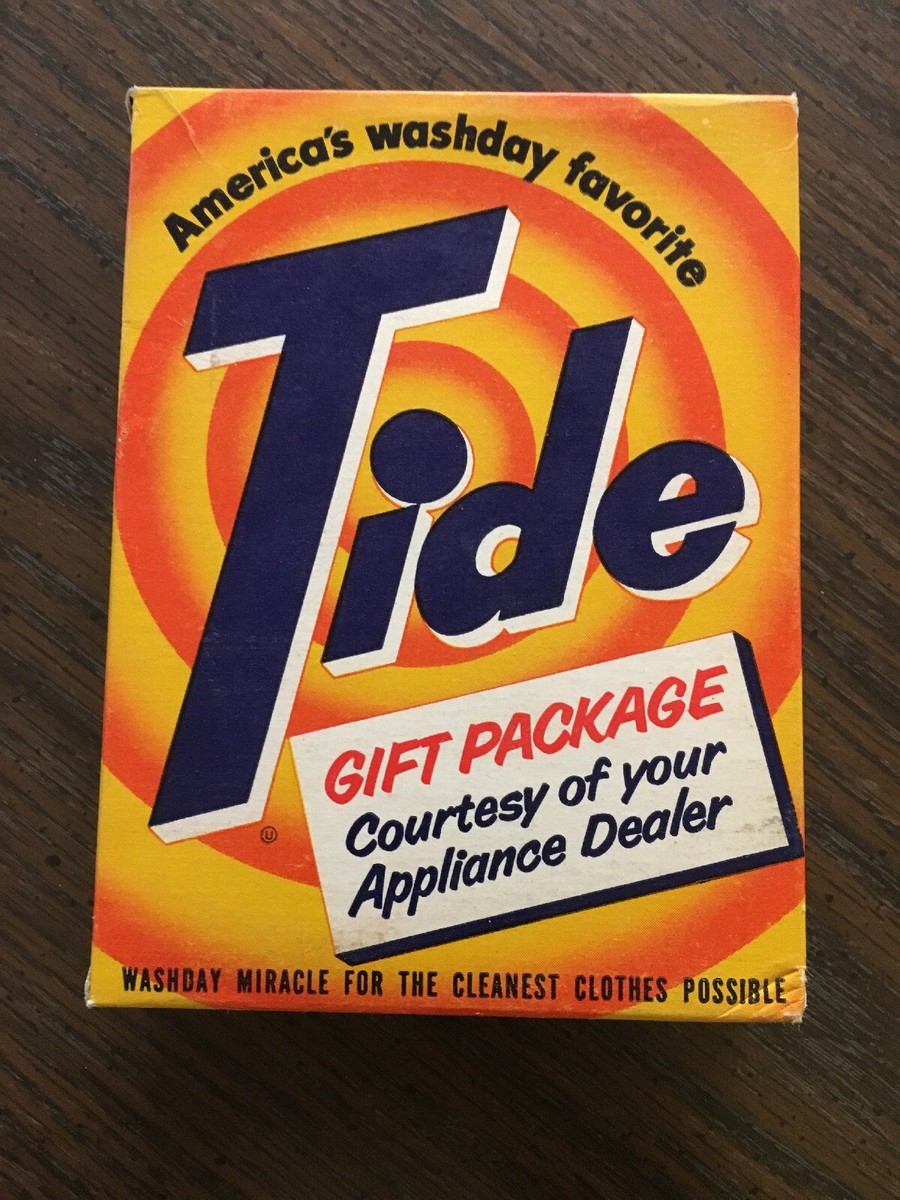 America's washday favorite
Tide
GIFT PACKAGE
Courtesy of your
Appliance Dealer
U
WASHDAY MIRACLE FOR THE CLEANEST CLOTHES POSSIBLE